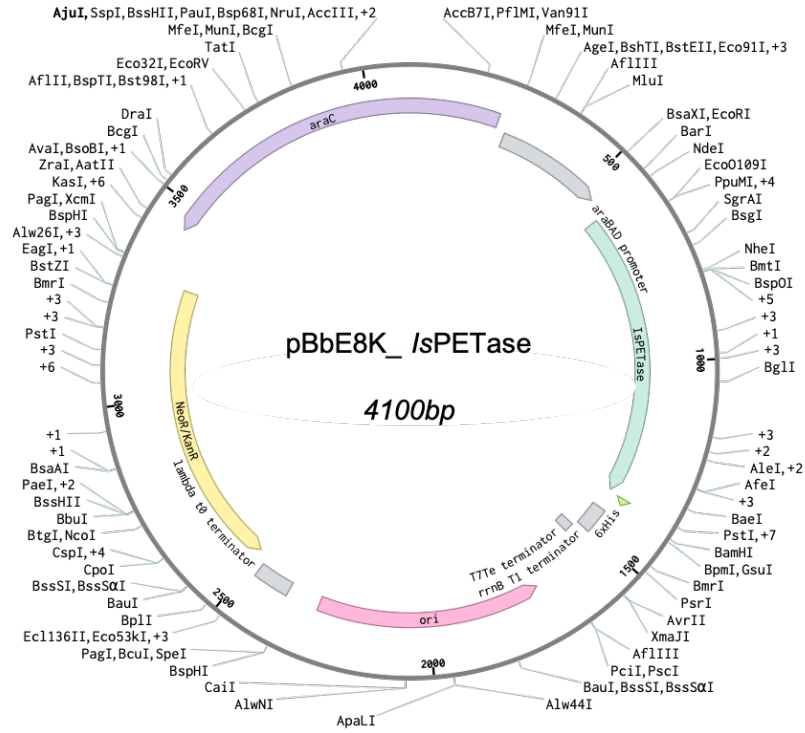 AjuI, SspI, BssHII, PauI, Bsp68I, NruI, AccIII, +2
MfeI, MunI, BcgI
TatI
Eco32I, EcoRV
AflII, BspTI, Bst98I, +1
DraI
BcgI
AvaI, BsoBI, +1
ZraI, AatII
KasI, +6
PagI, XcmI
BspHI
Alw26I, +3
EagI, +1
BstZI
BmrI
+3
+3
PstI
+3
+6
+1
+1
BsaAI
PaeI, +2
BssHII
BbuI
BtgI, NcoI
CspI, +4
CpoI
BssSI, BssSαI
BauI
BplI
Ecl136II, Eco53kI, +3
PagI, BcuI, SpeI
BspHI
CaiI
AlwNI
ApaLI
AccB7I, PflMI, Van91I
MfeI, MunI
AgeI, BshTI, BstEII, Eco91I, +3
AflIII
MluI
BsaXI, EcoRI
BarI
NdeI
EcoO109I
PpuMI, +4
SgrAI
BsgI
NheI
BmtI
BspOI
+5
+3
+1
+3
BglI
+3
+2
AleI, +2
AfeI
+3
BaeI
PstI, +7
BamHI
BpmI, GsuI
BmrI
PsrI
AvrII
XmaJI
AflIII
PciI, PscI
BauI, BssSI, BssSαI
Alw44I
4000
500
1000
1500
2000
2500
3000
3500
araC
araBAD promoter
IsPETase
6xHis
rrnB T1 terminator
T7Te terminator
ori
lambda t0 terminator
NeoR/KanR
pBbE8K_ IsPETase
4100bp